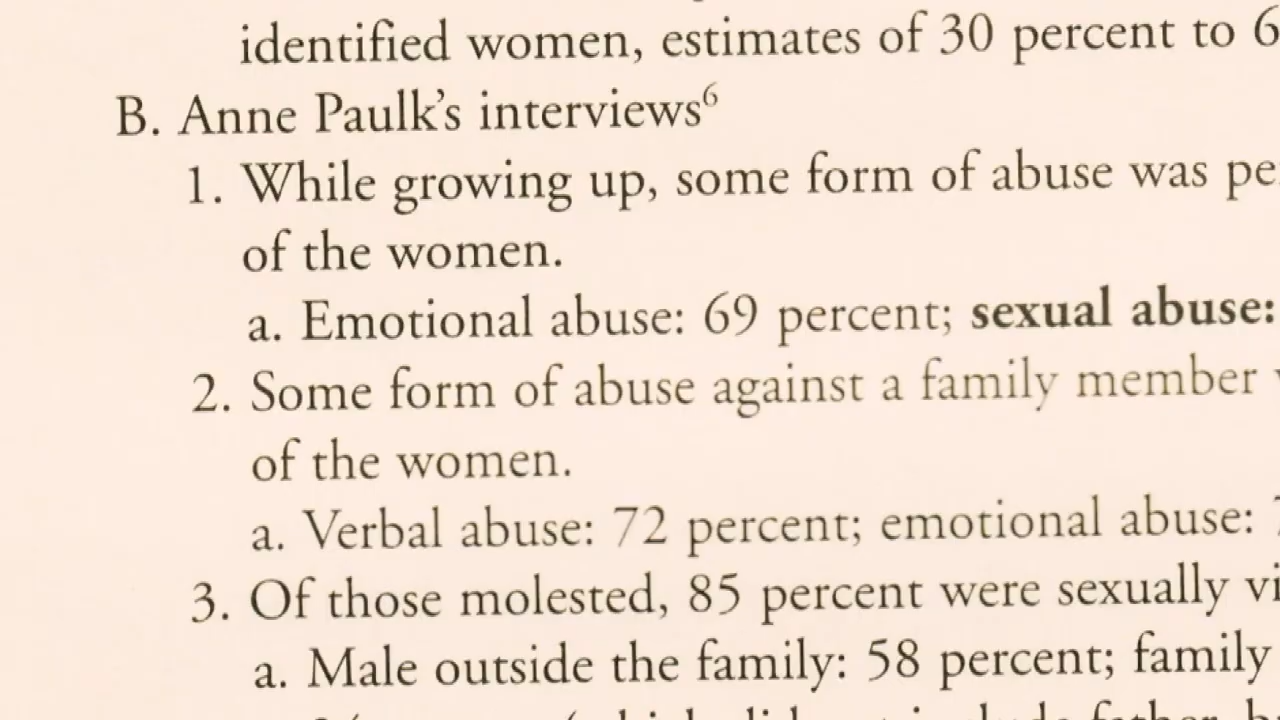 identified women, estimates of 30 percent to 6
B. Anne Paulk's interviews6
1. While growing up, some form of abuse was
of the women.
a. Emotional abuse: 69 percent; sexual abuse:
2. Some form of abuse against a family member
of the women.
a. Verbal abuse: 72 percent; emotional abuse:
3. Of those molested, 85 percent were sexually
a. Male outside the family: 58 percent; family